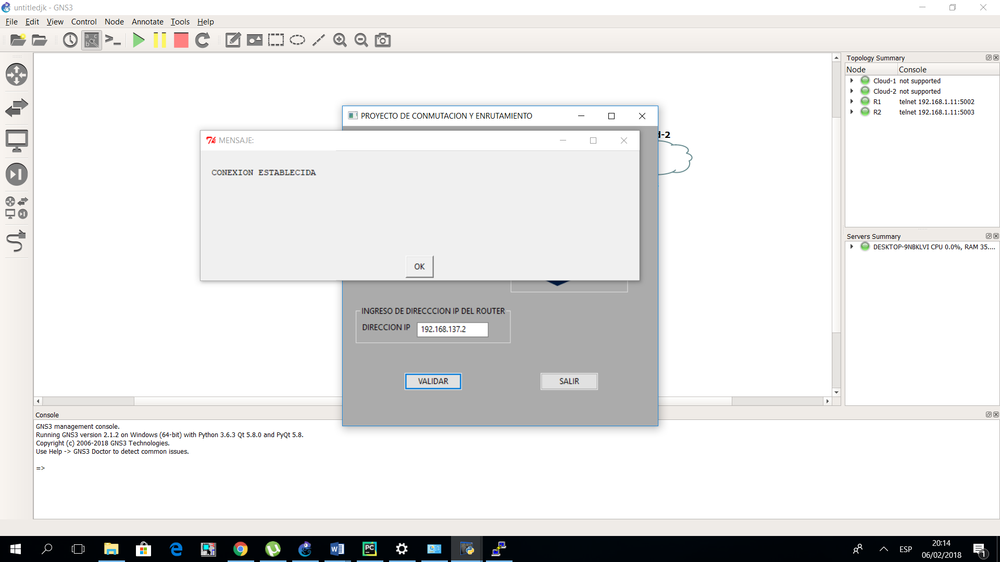 untitledjk - GNS3
File Edit View Control Node Annotate Tools Help
Topology Summary
Node Console
Cloud-1 not supported
Cloud-2 not supported
R1 telnet 192.168.1.11:5002
R2 telnet 192.168.1.11:5003
Servers Summary
DESKTOP-9NBKLVI CPU 0.0%, RAM 35....
PROYECTO DE CONMUTACION Y ENRUTAMIENTO
d-2
MENSAJE:
CONEXION ESTABLECIDA
OK
INGRESO DE DIRECCCION IP DEL ROUTER
DIRECCION IP 192.168.137.2
VALIDAR SALIR
Console
GNS3 management console.
Running GNS3 version 2.1.2 on Windows (64-bit) with Python 3.6.3 Qt 5.8.0 and PyQt 5.8.
Copyright (c) 2006-2018 GNS3 Technologies.
Use Help -> GNS3 Doctor to detect common issues.
=>
ESP
20:14
06/02/2018
1